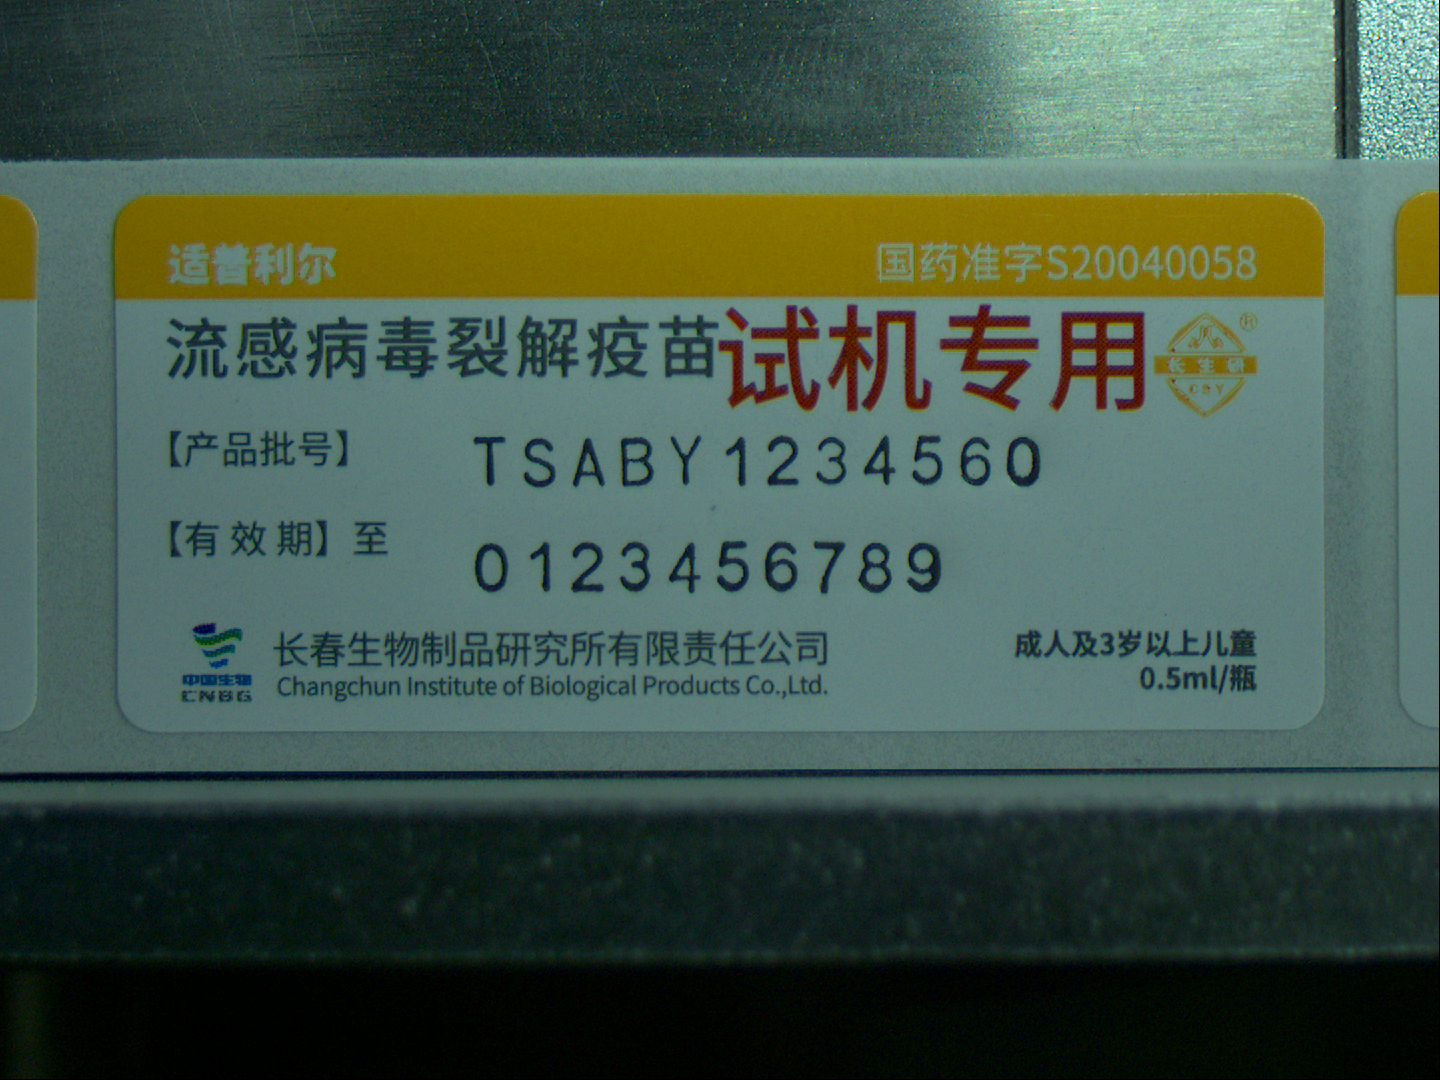 适普利尔 国药准字S20040058
流感病毒裂解疫苗试机专用 ®
长生研
CSY
【产品批号】 TSABY1234560
【有效期】至 0123456789
中国生物
CNBG
长春生物制品研究所有限责任公司
Changchun Institute of Biological Products Co.,Ltd.
成人及3岁以上儿童
0.5ml/瓶